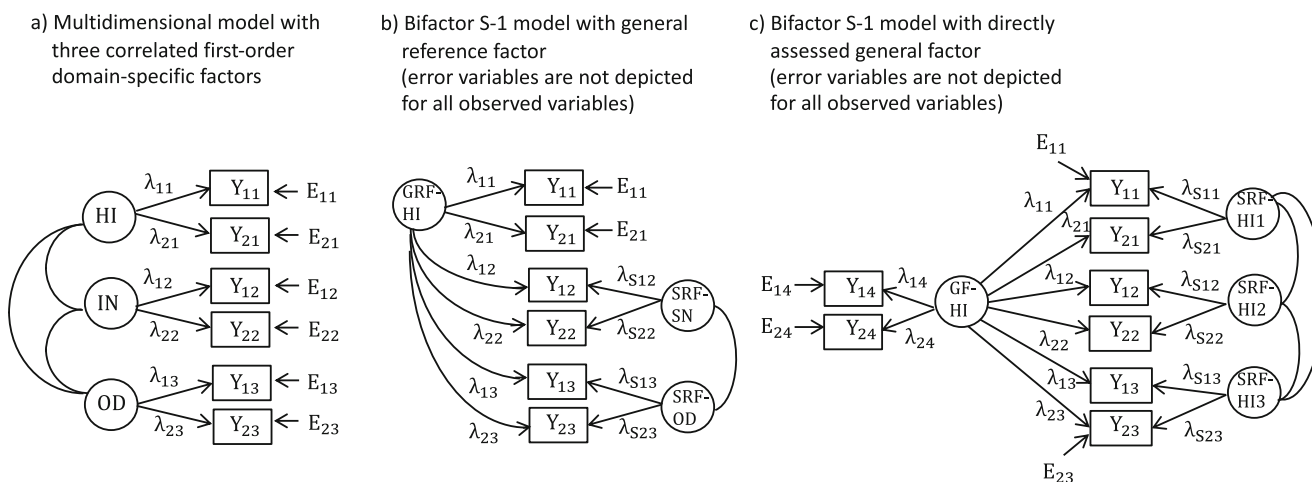 a) Multidimensional model with
three correlated first-order
domain-specific factors
HI
IN
OD
λ11
λ21
λ12
λ22
λ13
λ23
Y11
Y21
Y12
Y22
Y13
Y23
E11
E21
E12
E22
E13
E23
b) Bifactor S-1 model with general
reference factor
(error variables are not depicted
for all observed variables)
GRF-
HI
λ11
λ21
λ12
λ22
λ13
λ23
Y11
Y21
Y12
Y22
Y13
Y23
E11
E21
λS12
λS22
λS13
λS23
SRF-
SN
SRF-
OD
c) Bifactor S-1 model with directly
assessed general factor
(error variables are not depicted
for all observed variables)
E14
E24
Y14
Y24
λ14
λ24
GF-
HI
E11
λ11
λ21
λ12
λ22
λ13
λ23
Y11
Y21
Y12
Y22
Y13
Y23
E23
λS11
λS21
λS12
λS22
λS13
λS23
SRF-
HI1
SRF-
HI2
SRF-
HI3